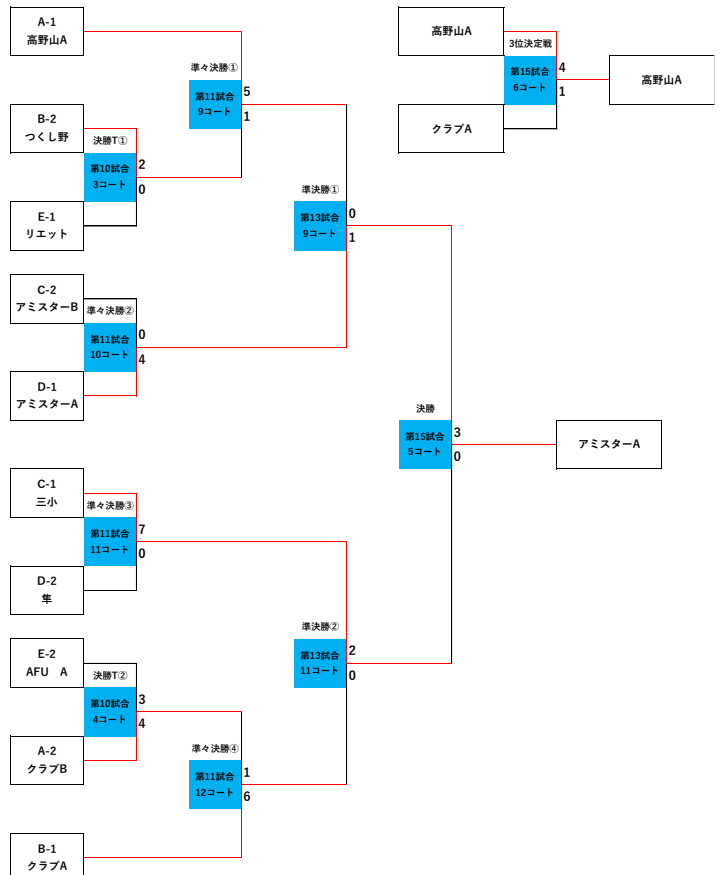 A-1
高野山A
準々決勝①
第11試合
9コート
5
1
B-2
つくし野
決勝T①
第10試合
3コート
2
0
E-1
リエット
準決勝①
第13試合
9コート
0
1
C-2
アミスターB
準々決勝②
第11試合
10コート
0
4
D-1
アミスターA
決勝
第15試合
5コート
3
0
アミスターA
C-1
三小
準々決勝③
第11試合
11コート
7
0
D-2
隼
準決勝②
第13試合
11コート
2
0
E-2
AFU　A
決勝T②
第10試合
4コート
3
4
A-2
クラブB
準々決勝④
第11試合
12コート
1
6
B-1
クラブA
高野山A
3位決定戦
第15試合
6コート
4
1
クラブA
高野山A